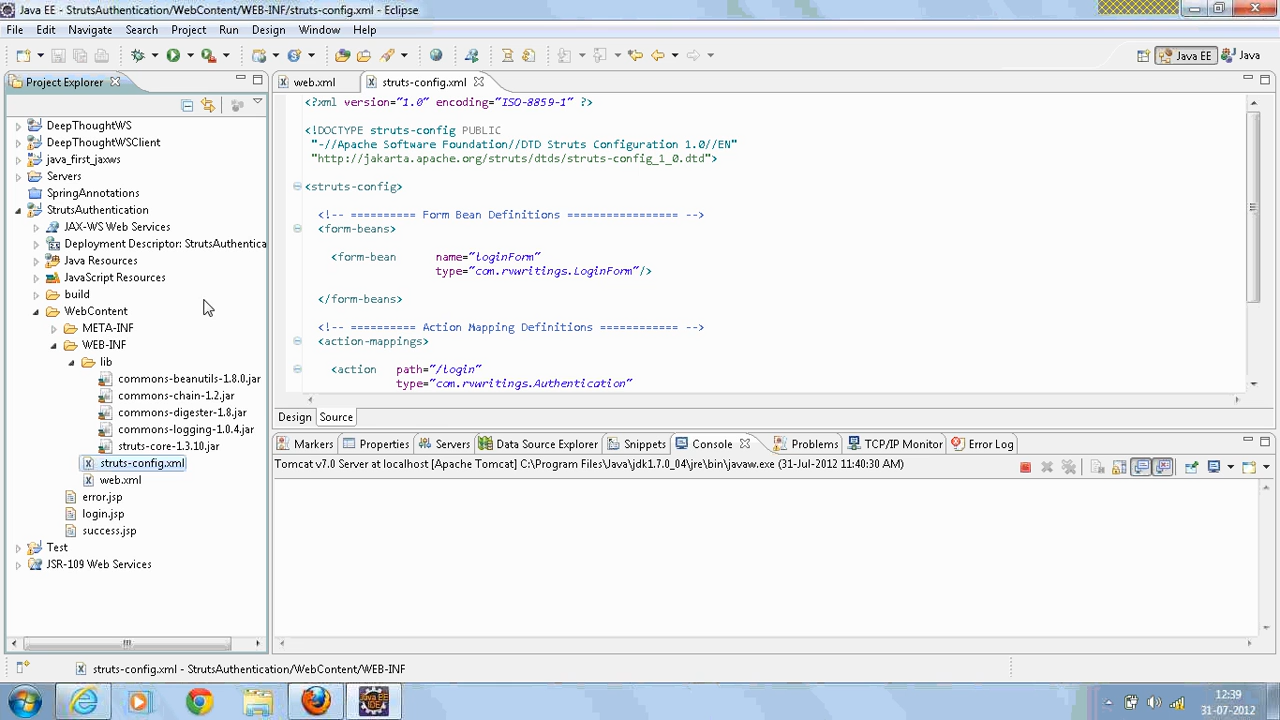 Java EE - StrutsAuthentication/WebContent/WEB-INF/struts-config.xml - Eclipse
File Edit Navigate Search Project Run Design Window Help
Java EE Java
Project Explorer
DeepThoughtWS
DeepThoughtWSClient
java_first_jaxws
Servers
SpringAnnotations
StrutsAuthentication
JAX-WS Web Services
Deployment Descriptor: StrutsAuthentica
Java Resources
JavaScript Resources
build
WebContent
META-INF
WEB-INF
lib
commons-beanutils-1.8.0.jar
commons-chain-1.2.jar
commons-digester-1.8.jar
commons-logging-1.0.4.jar
struts-core-1.3.10.jar
struts-config.xml
web.xml
error.jsp
login.jsp
success.jsp
Test
JSR-109 Web Services
web.xml struts-config.xml
<?xml version="1.0" encoding="ISO-8859-1" ?>
<!DOCTYPE struts-config PUBLIC
"-//Apache Software Foundation//DTD Struts Configuration 1.0//EN"
"http://jakarta.apache.org/struts/dtds/struts-config_1_0.dtd">
<struts-config>
<!-- ========== Form Bean Definitions ================= -->
<form-beans>
<form-bean name="loginForm"
type="com.rvwritings.LoginForm"/>
</form-beans>
<!-- ========== Action Mapping Definitions ============ -->
<action-mappings>
<action path="/login"
type="com.rvwritings.Authentication"
Design Source
Markers Properties Servers Data Source Explorer Snippets Console Problems TCP/IP Monitor Error Log
Tomcat v7.0 Server at localhost [Apache Tomcat] C:\Program Files\Java\jdk1.7.0_04\jre\bin\javaw.exe (31-Jul-2012 11:40:30 AM)
struts-config.xml - StrutsAuthentication/WebContent/WEB-INF
Java EE
IDE
12:39
31-07-2012